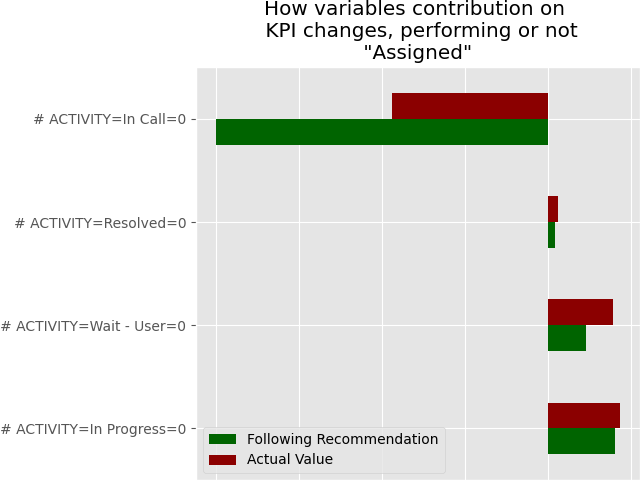 How variables contribution on
KPI changes, performing or not
"Assigned"
# ACTIVITY=In Call=0
# ACTIVITY=Resolved=0
# ACTIVITY=Wait - User=0
# ACTIVITY=In Progress=0
Following Recommendation
Actual Value